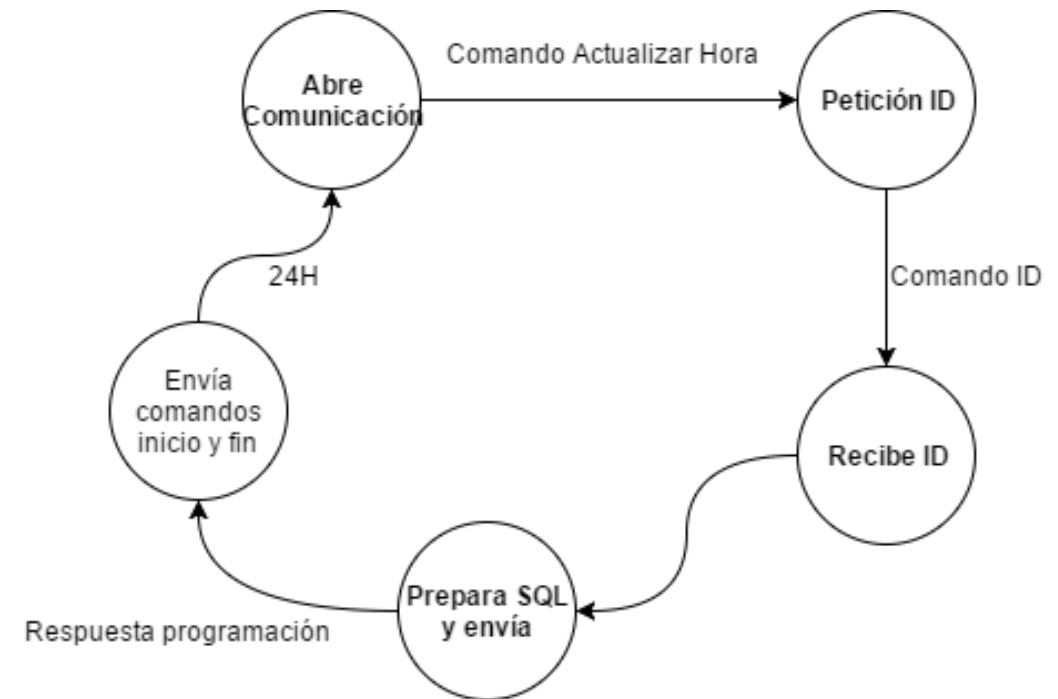 Abre
Comunicación
Comando Actualizar Hora
Petición ID
Comando ID
Recibe ID
Prepara SQL
y envía
Respuesta programación
Envía
comandos
inicio y fin
24H